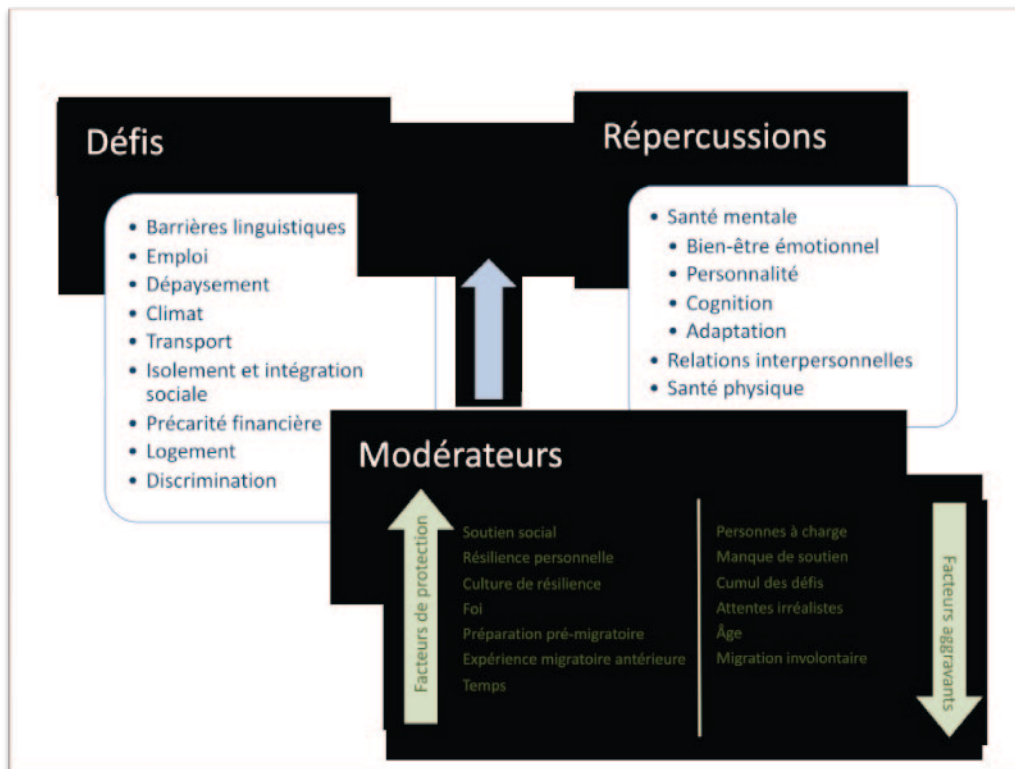 Défis
Barrières linguistiques
Emploi
Dépaysement
Climat
Transport
Isolement et intégration
sociale
Précarité financière
Logement
Discrimination
Répercussions
Santé mentale
Bien-être émotionnel
Personnalité
Cognition
Adaptation
Relations interpersonnelles
Santé physique
Modérateurs
Facteurs de protection
Soutien social
Résilience personnelle
Culture de résilience
Foi
Préparation pré-migratoire
Expérience migratoire antérieure
Temps
Personnes à charge
Manque de soutien
Cumul des défis
Attentes irréalistes
Âge
Migration involontaire
Facteurs aggravants